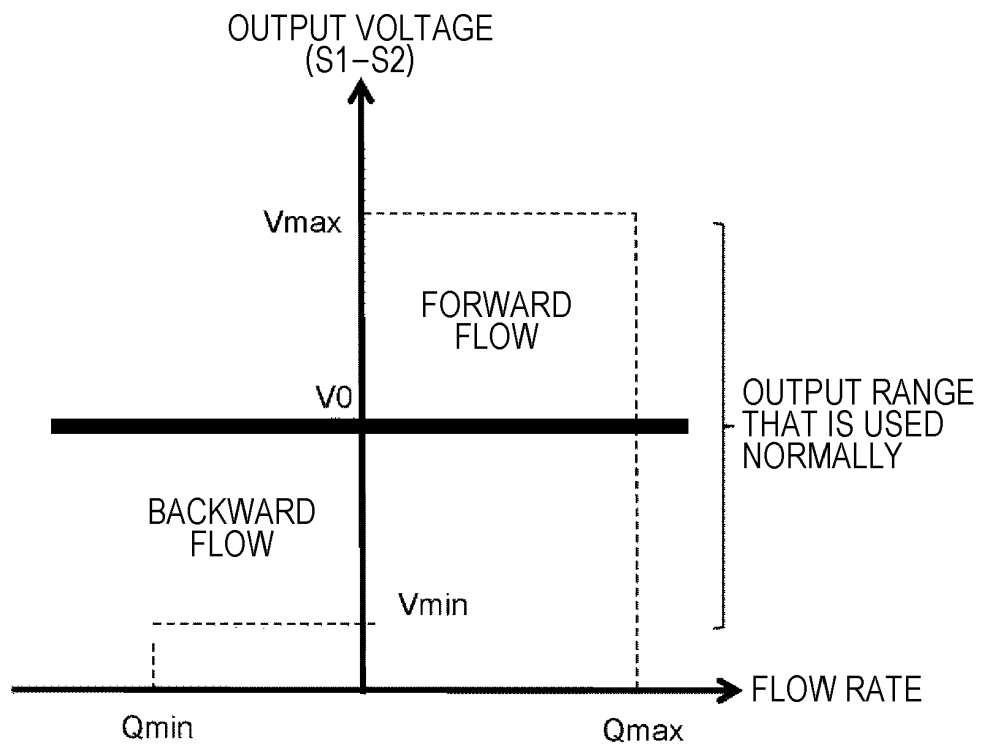 OUTPUT VOLTAGE
(S1–S2)
Vmax
FORWARD
FLOW
V0
OUTPUT RANGE
THAT IS USED
NORMALLY
BACKWARD
FLOW
Vmin
FLOW RATE
Qmin
Qmax